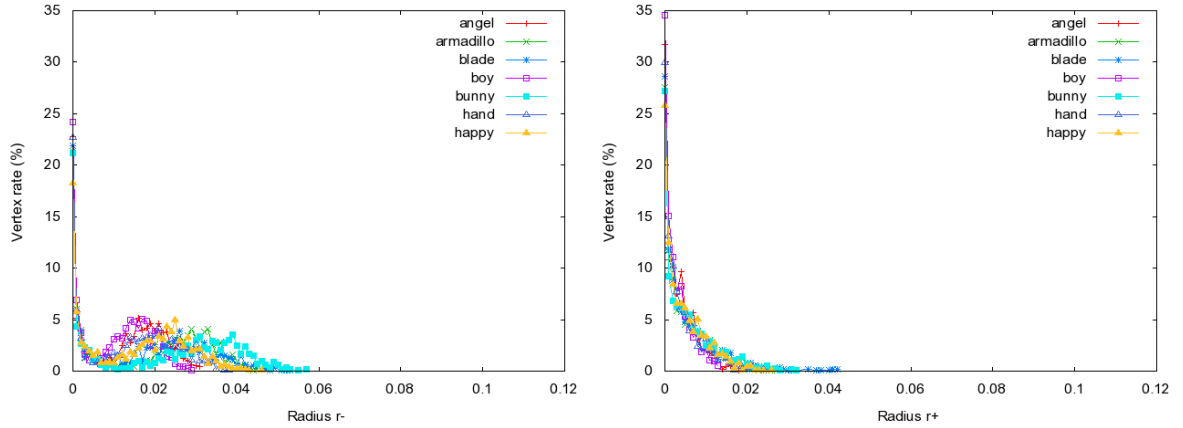 35
30
25
20
15
10
5
0
Vertex rate (%)
angel
armadillo
blade
boy
bunny
hand
happy
0 0.02 0.04 0.06 0.08 0.1 0.12
Radius r-
35
30
25
20
15
10
5
0
Vertex rate (%)
angel
armadillo
blade
boy
bunny
hand
happy
0 0.02 0.04 0.06 0.08 0.1 0.12
Radius r+